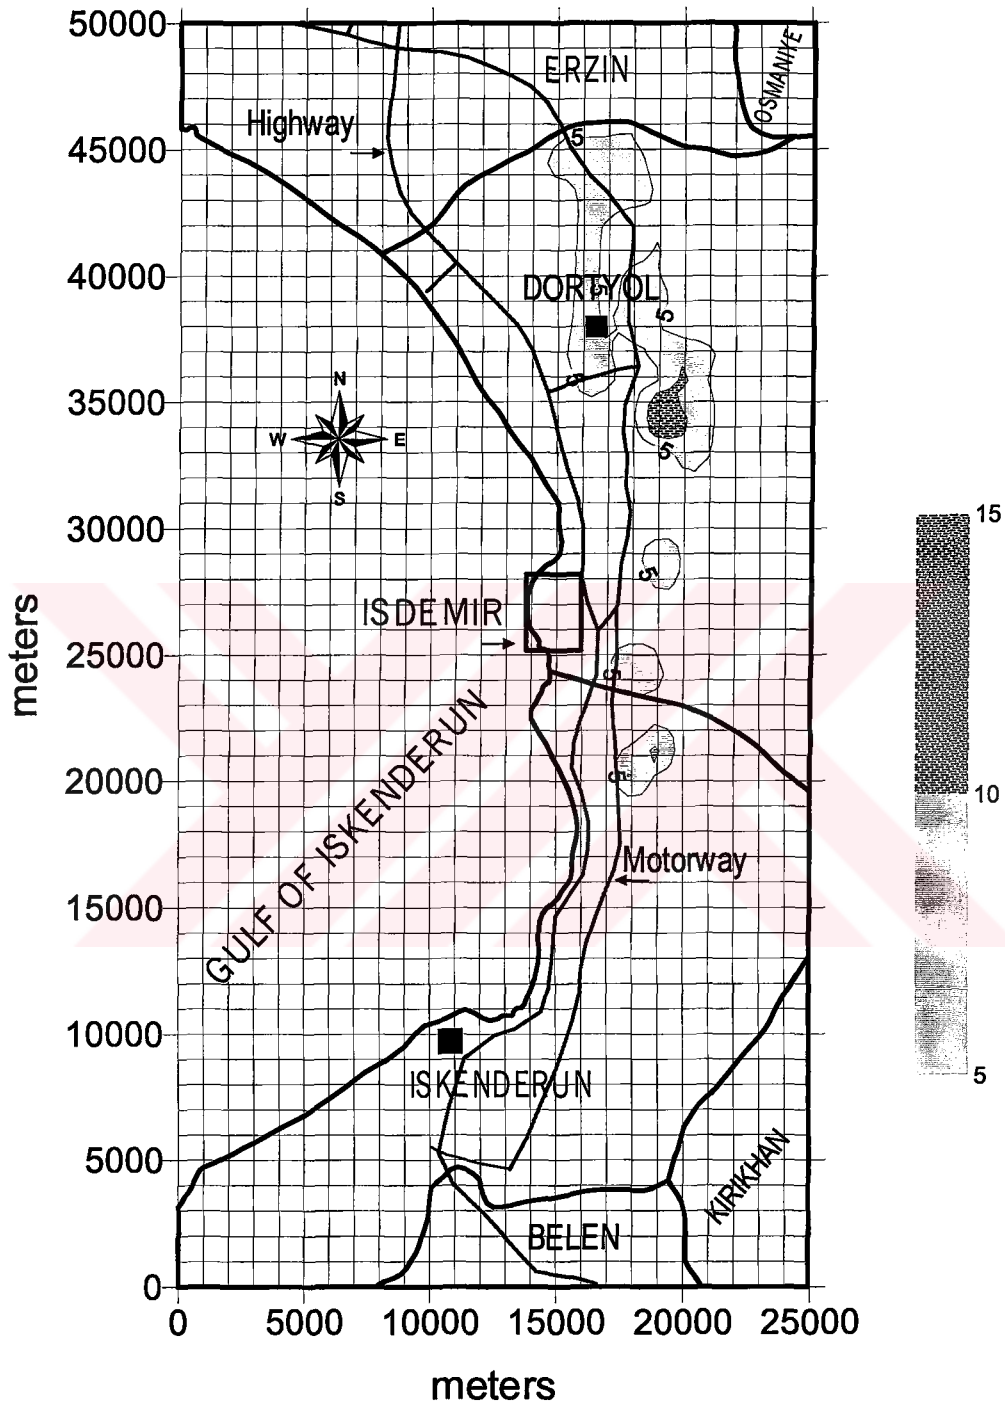 50000
ERZIN
OSMANIYE
Highway
5
45000
40000
DORTYOL
5
5
5
35000
N
W
E
S
5
30000
15
5
ISDEMIR
25000
5
meters
GULF OF ISKENDERUN
20000
5
10
Motorway
15000
10000
ISKENDERUN
5
5000
KIRIKHAN
BELEN
0
0
5000
10000
15000
20000
25000
meters